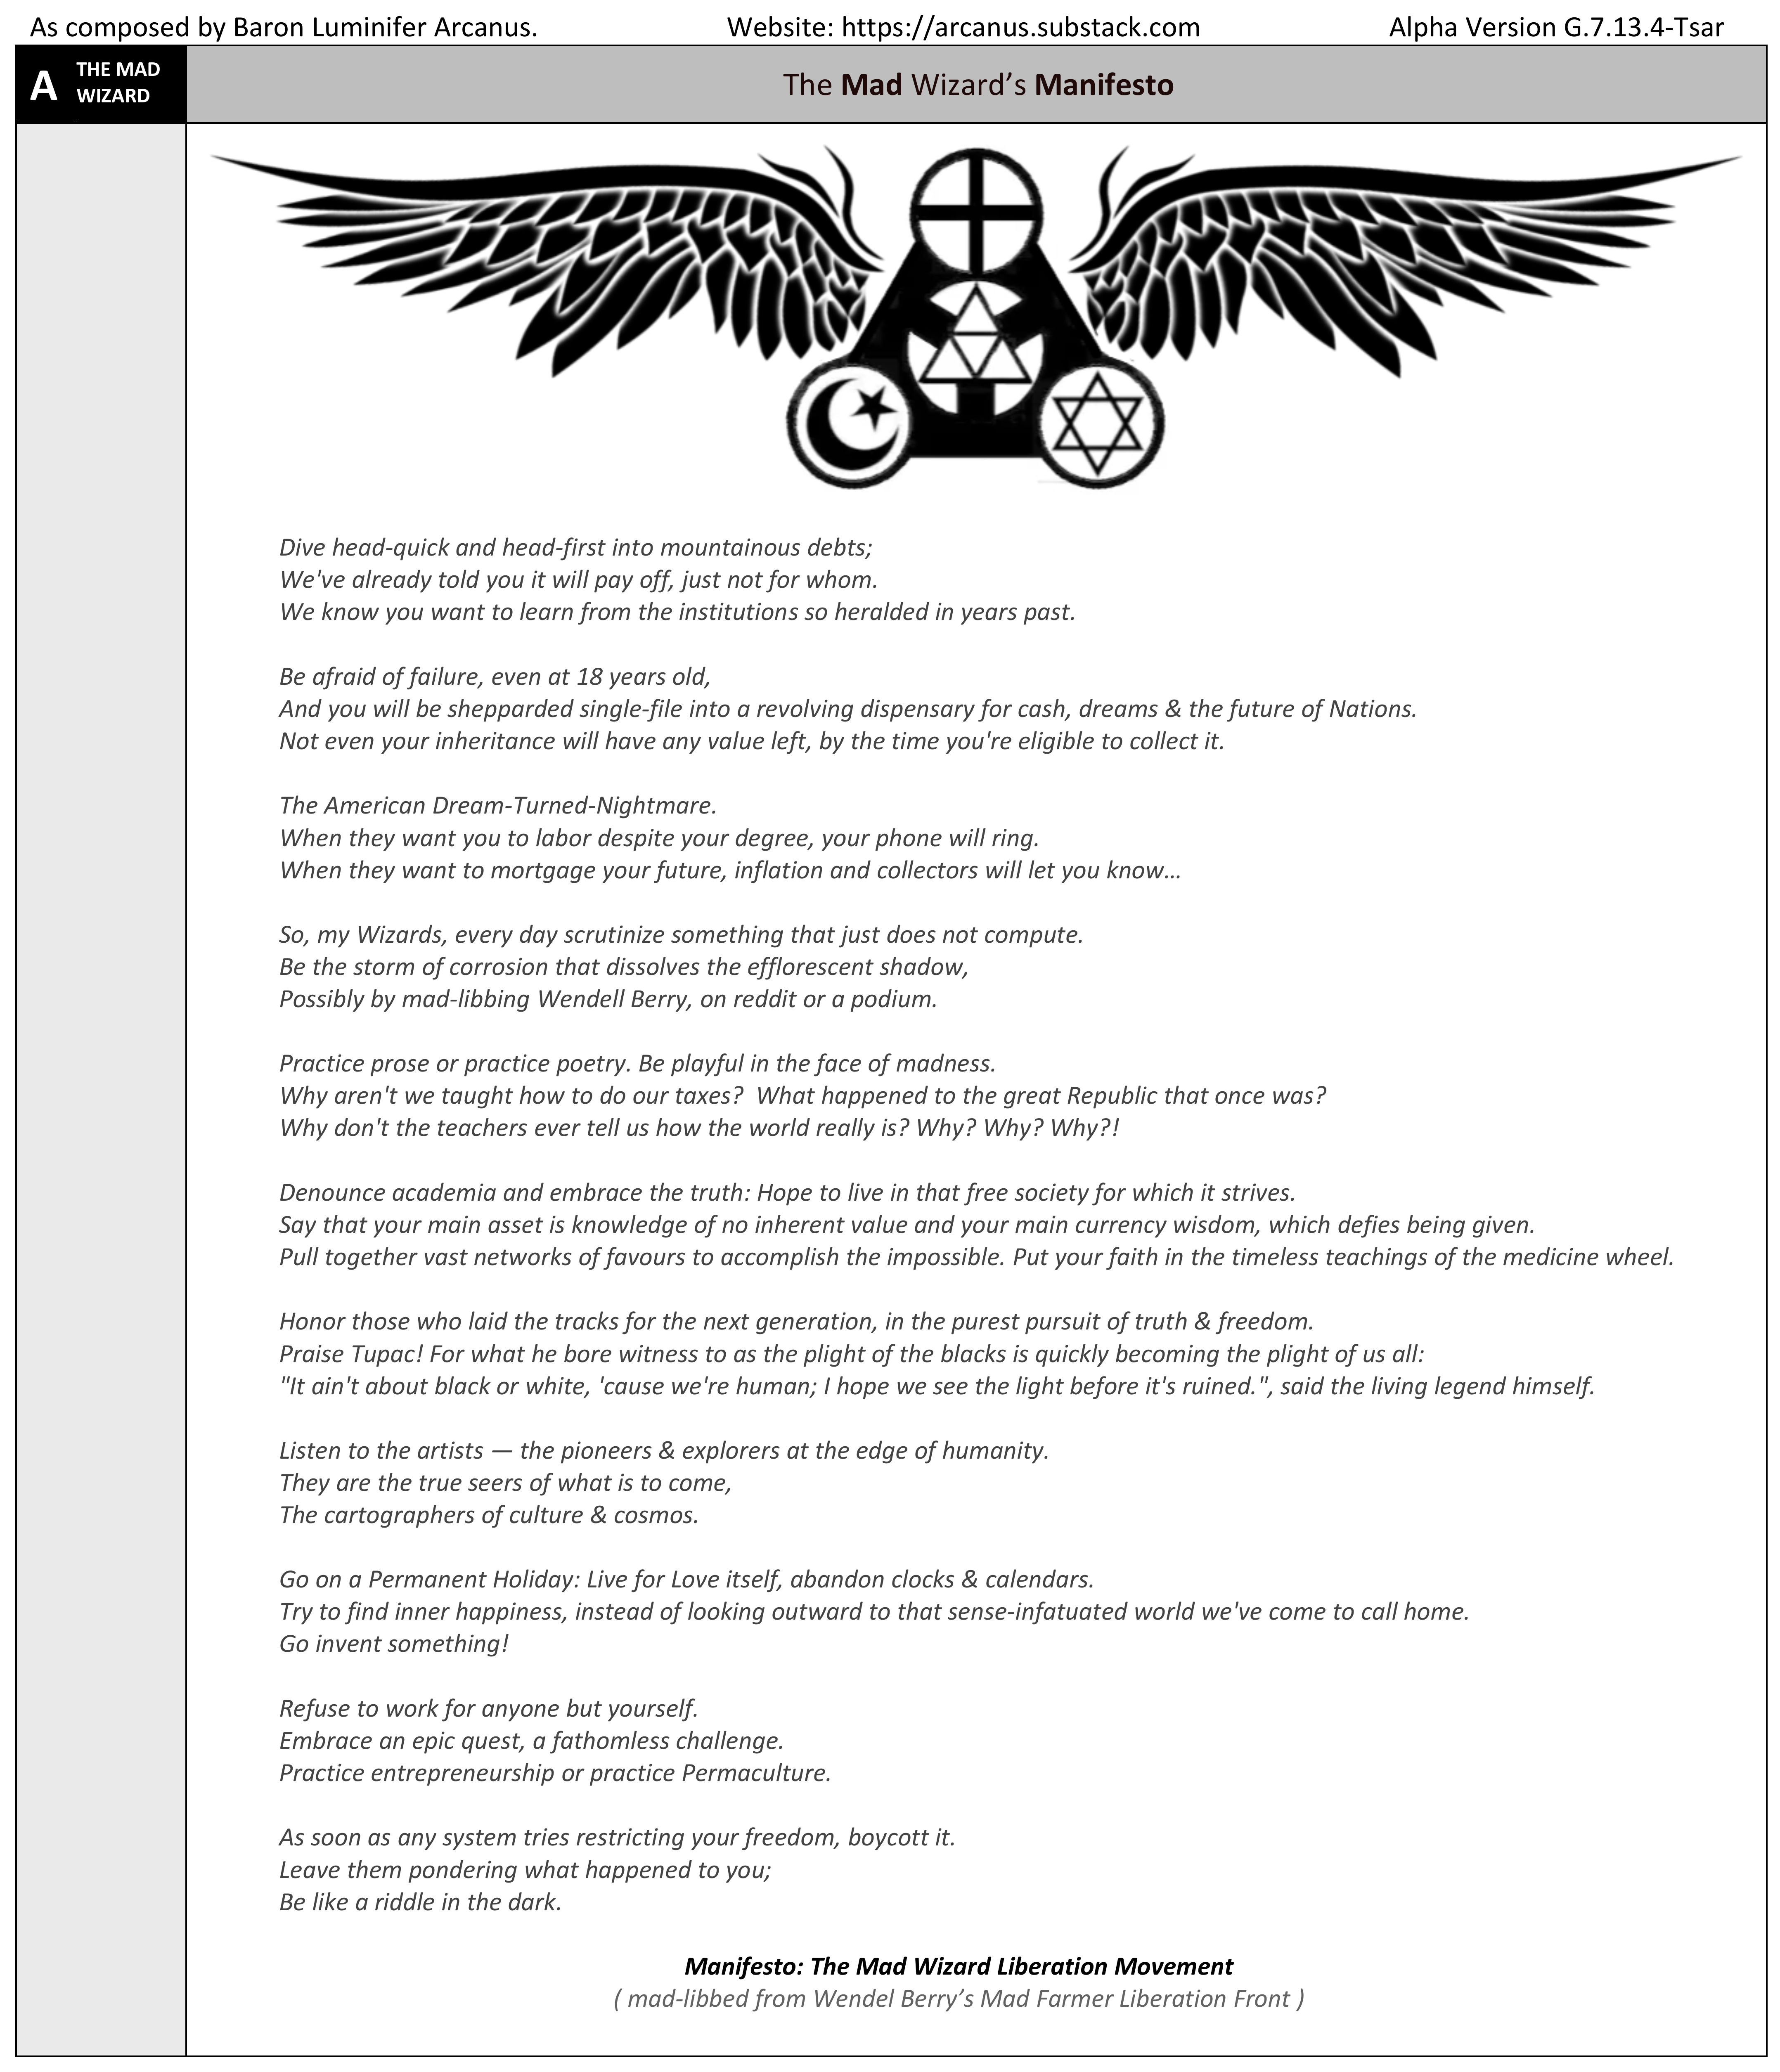 As composed by Baron Luminifer Arcanus. Website: https://arcanus.substack.com Alpha Version G.7.13.4-Tsar
A THE MAD
WIZARD
The Mad Wizard’s Manifesto
Dive head-quick and head-first into mountainous debts;
We've already told you it will pay off, just not for whom.
We know you want to learn from the institutions so heralded in years past.
Be afraid of failure, even at 18 years old,
And you will be shepparded single-file into a revolving dispensary for cash, dreams & the future of Nations.
Not even your inheritance will have any value left, by the time you're eligible to collect it.
The American Dream-Turned-Nightmare.
When they want you to labor despite your degree, your phone will ring.
When they want to mortgage your future, inflation and collectors will let you know…
So, my Wizards, every day scrutinize something that just does not compute.
Be the storm of corrosion that dissolves the efflorescent shadow,
Possibly by mad-libbing Wendell Berry, on reddit or a podium.
Practice prose or practice poetry. Be playful in the face of madness.
Why aren't we taught how to do our taxes?  What happened to the great Republic that once was?
Why don't the teachers ever tell us how the world really is? Why? Why? Why?!
Denounce academia and embrace the truth: Hope to live in that free society for which it strives.
Say that your main asset is knowledge of no inherent value and your main currency wisdom, which defies being given.
Pull together vast networks of favours to accomplish the impossible. Put your faith in the timeless teachings of the medicine wheel.
Honor those who laid the tracks for the next generation, in the purest pursuit of truth & freedom.
Praise Tupac! For what he bore witness to as the plight of the blacks is quickly becoming the plight of us all:
"It ain't about black or white, 'cause we're human; I hope we see the light before it's ruined.", said the living legend himself.
Listen to the artists — the pioneers & explorers at the edge of humanity.
They are the true seers of what is to come,
The cartographers of culture & cosmos.
Go on a Permanent Holiday: Live for Love itself, abandon clocks & calendars.
Try to find inner happiness, instead of looking outward to that sense-infatuated world we've come to call home.
Go invent something!
Refuse to work for anyone but yourself.
Embrace an epic quest, a fathomless challenge.
Practice entrepreneurship or practice Permaculture.
As soon as any system tries restricting your freedom, boycott it.
Leave them pondering what happened to you;
Be like a riddle in the dark.
Manifesto: The Mad Wizard Liberation Movement
( mad-libbed from Wendel Berry’s Mad Farmer Liberation Front )